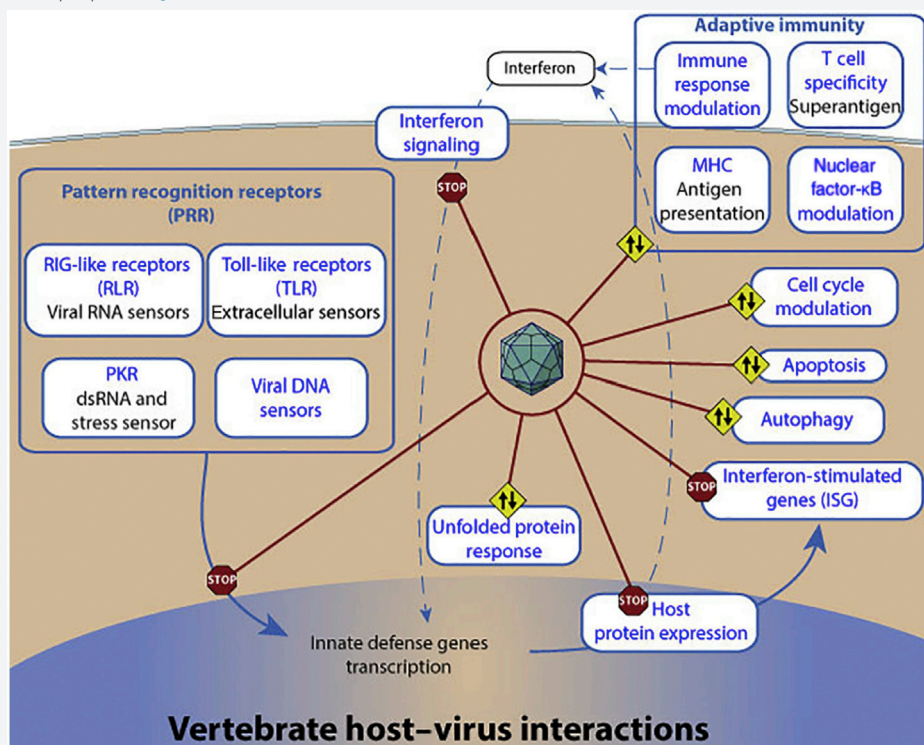 Adaptive immunity
Interferon
Immune
response
modulation
T cell
specificity
Superantigen
Interferon
signaling
MHC
Antigen
presentation
Nuclear
factor-κB
modulation
STOP
Pattern recognition receptors
(PRR)
RIG-like receptors
(RLR)
Viral RNA sensors
Toll-like receptors
(TLR)
Extracellular sensors
PKR
dsRNA and
stress sensor
Viral DNA
sensors
Cell cycle
modulation
Apoptosis
Autophagy
STOP
Interferon-stimulated
genes (ISG)
Unfolded protein
response
STOP
STOP
Host
protein expression
Innate defense genes
transcription
Vertebrate host–virus interactions